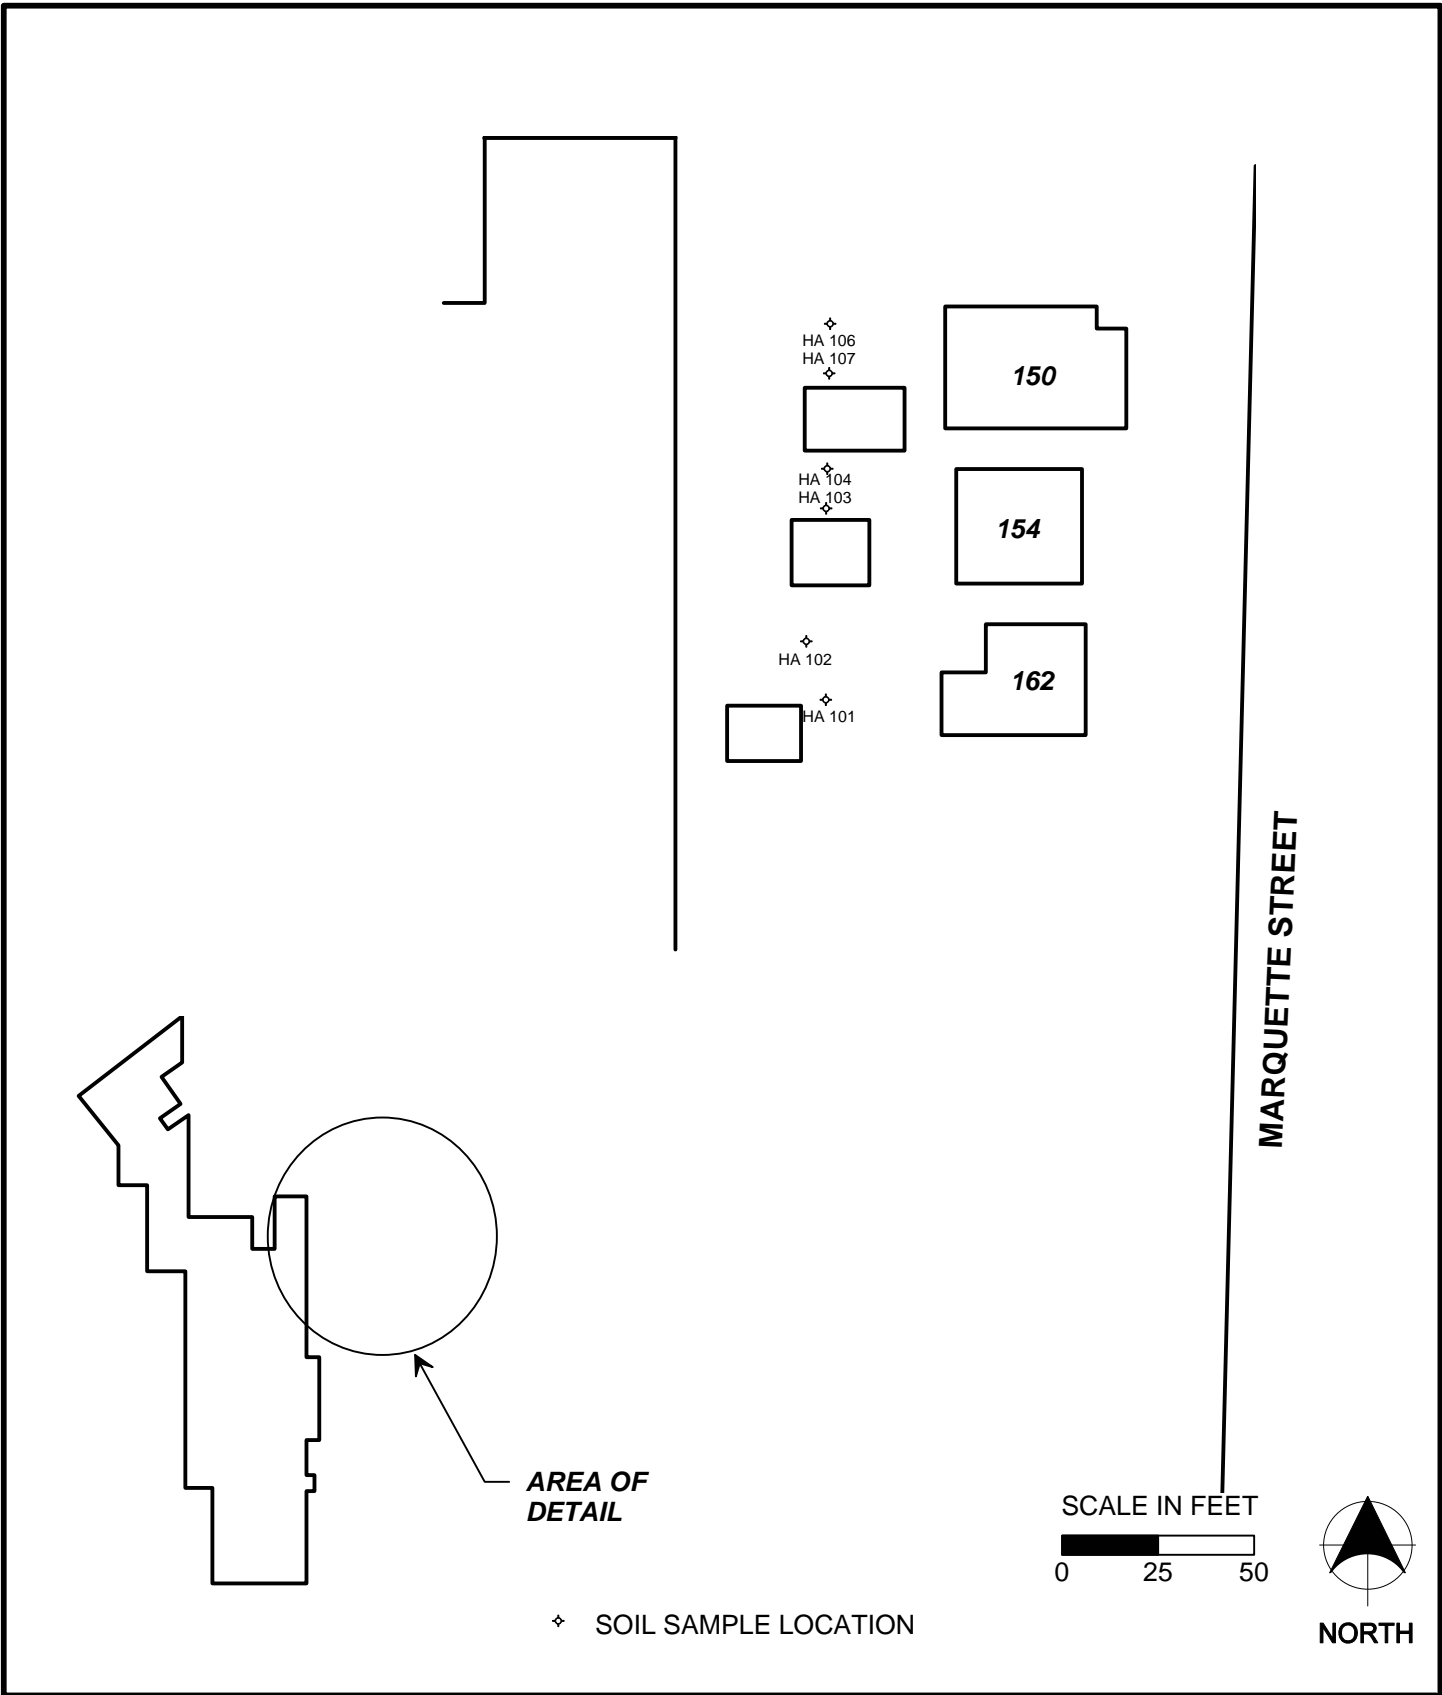 HA 106
HA 107
150
HA 104
HA 103
154
HA 102
162
HA 101
MARQUETTE STREET
AREA OF
DETAIL
SCALE IN FEET
0 25 50
SOIL SAMPLE LOCATION
NORTH